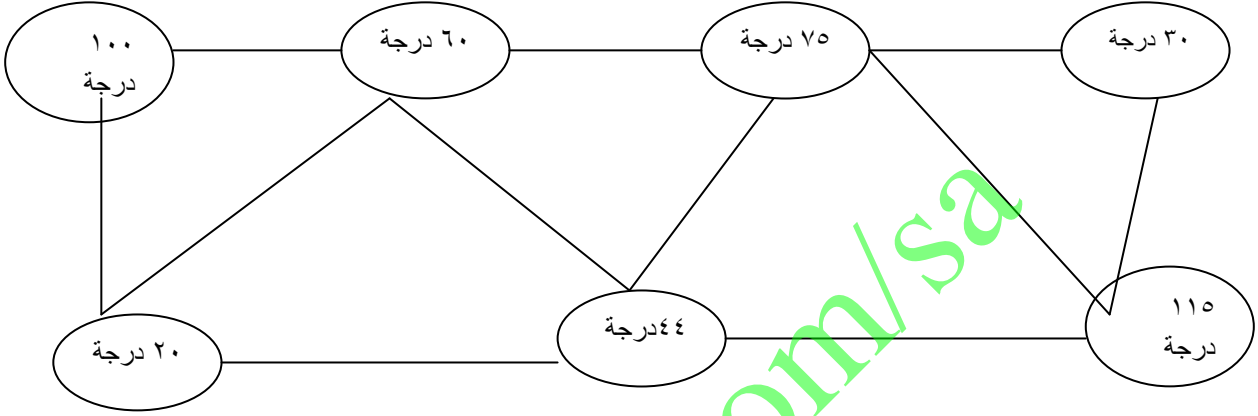 ١٠٠
درجة
٦٠ درجة
٧٥ درجة
٣٠ درجة
٢٠ درجة
٤٤درجة
١١٥
درجة
om/sa